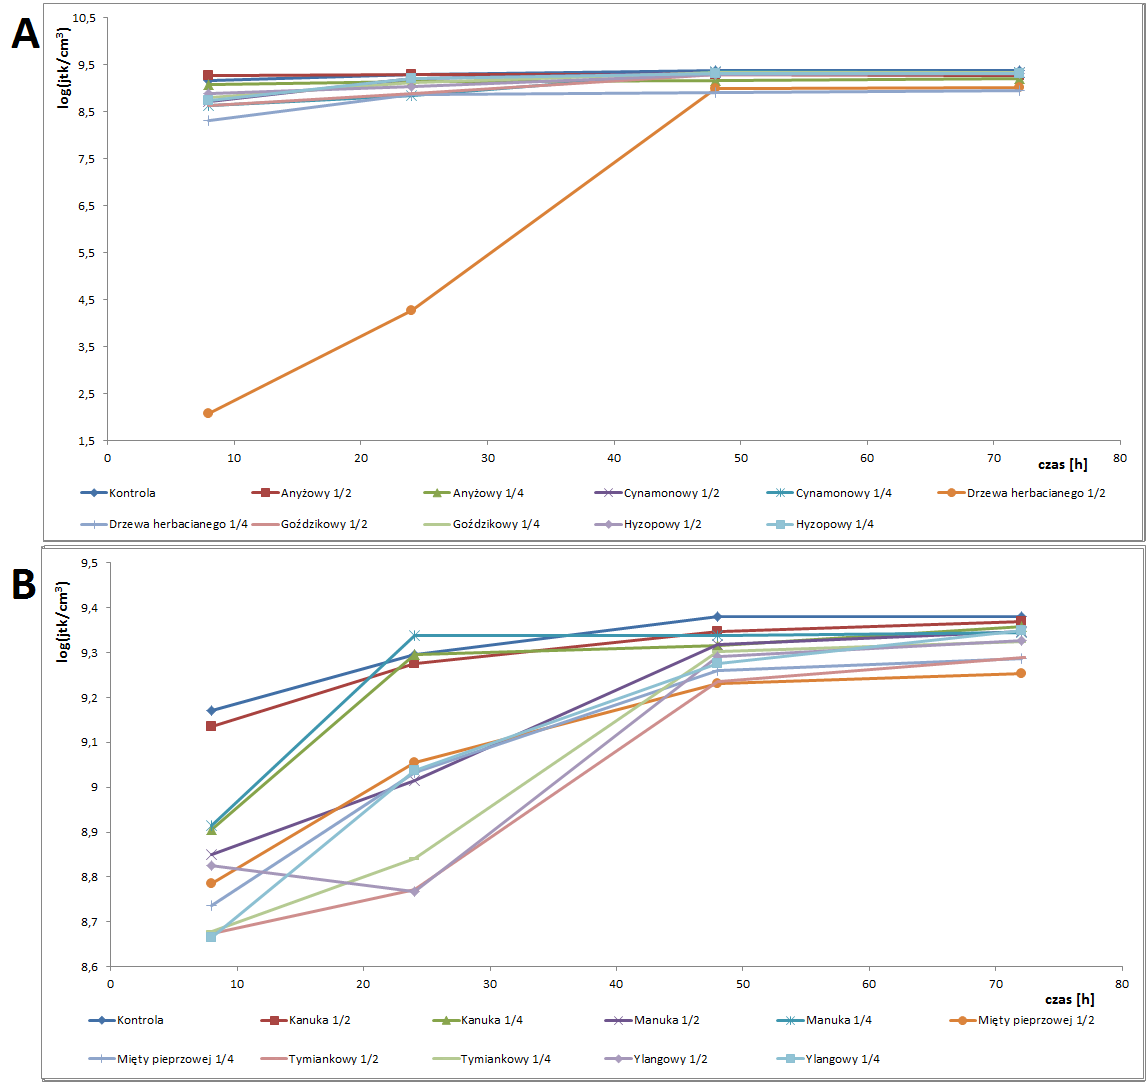 A
log(jtk/cm³)
10,5
9,5
8,5
7,5
6,5
5,5
4,5
3,5
2,5
1,5
0 10 20 30 40 50 60 70 80
czas [h]
Kontrola Anyżowy 1/2 Anyżowy 1/4 Cynamonowy 1/2 Cynamonowy 1/4 Drzewa herbacianego 1/2
Drzewa herbacianego 1/4 Goździkowy 1/2 Goździkowy 1/4 Hyzopowy 1/2 Hyzopowy 1/4
B
log(jtk/cm³)
9,5
9,4
9,3
9,2
9,1
9
8,9
8,8
8,7
8,6
0 10 20 30 40 50 60 70 80
czas [h]
Kontrola Kanuka 1/2 Kanuka 1/4 Manuka 1/2 Manuka 1/4 Mięty pieprzowej 1/2
Mięty pieprzowej 1/4 Tymiankowy 1/2 Tymiankowy 1/4 Ylangowy 1/2 Ylangowy 1/4